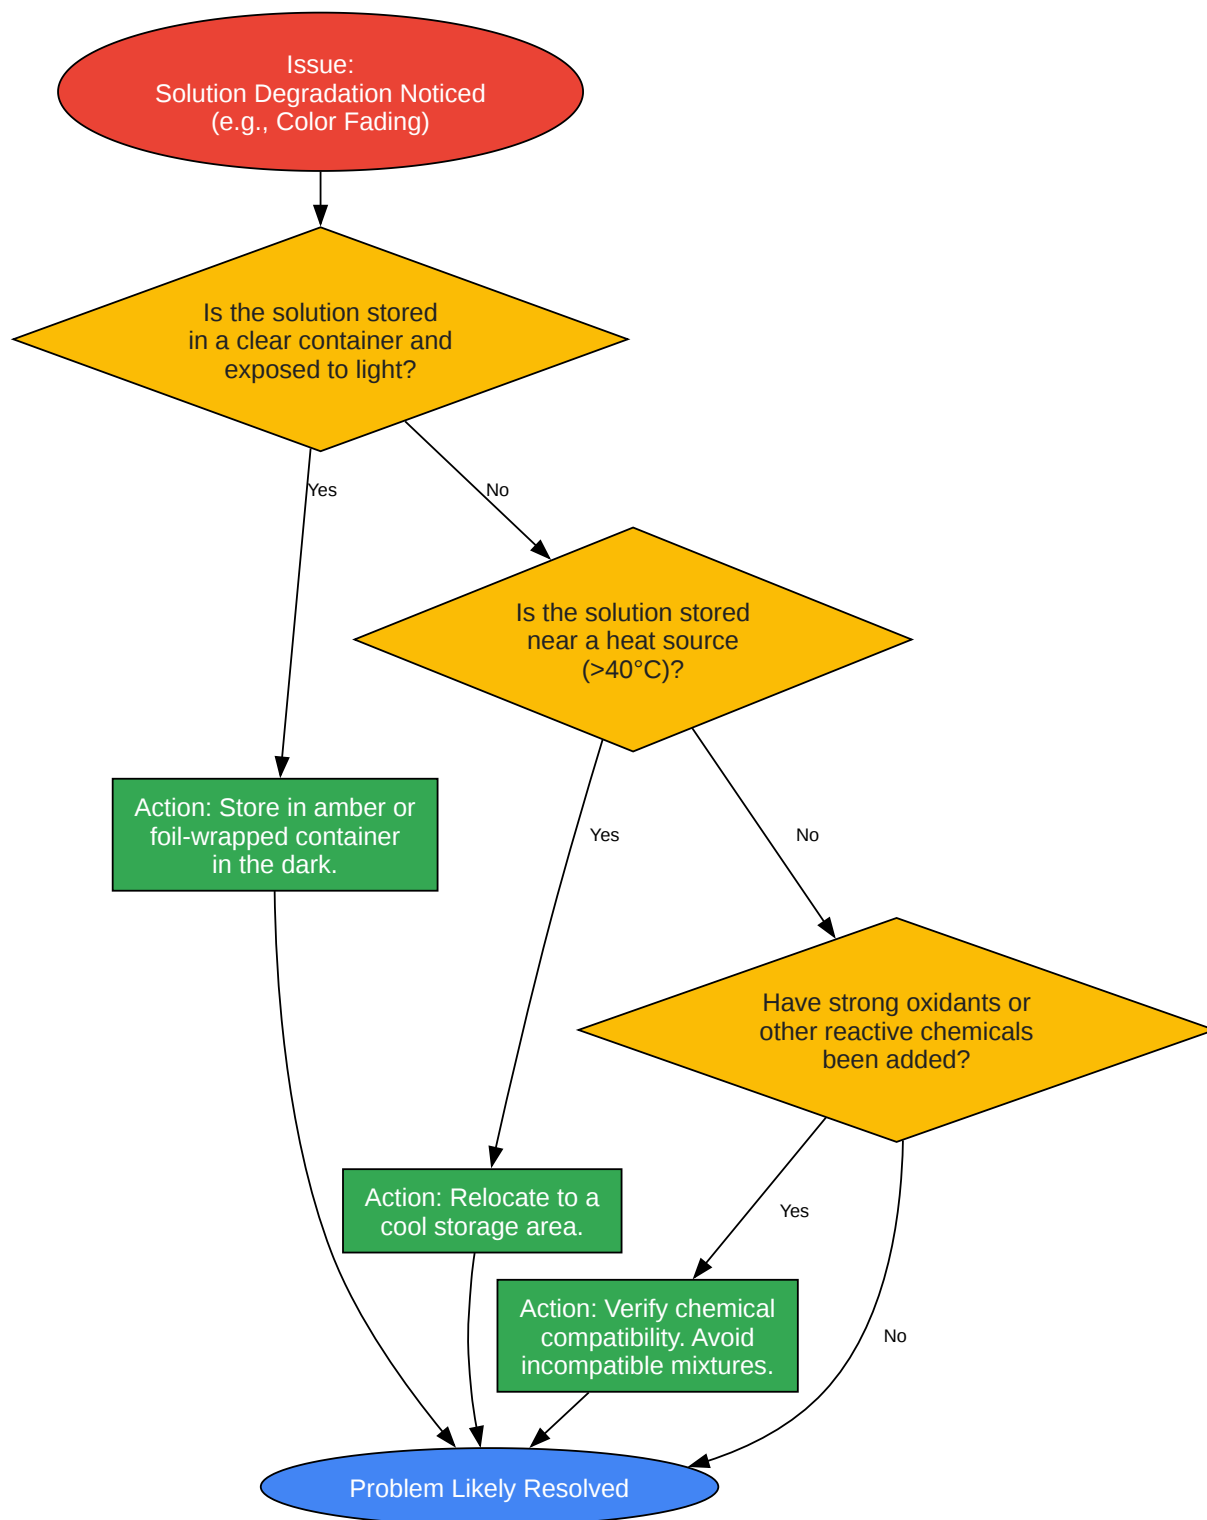 Issue:
Solution Degradation Noticed
(e.g., Color Fading)
Is the solution stored
in a clear container and
exposed to light?
Yes
No
Is the solution stored
near a heat source
(>40°C)?
Action: Store in amber or
foil-wrapped container
in the dark.
Yes
No
Have strong oxidants or
other reactive chemicals
been added?
Action: Relocate to a
cool storage area.
Yes
Action: Verify chemical
compatibility. Avoid
incompatible mixtures.
No
Problem Likely Resolved